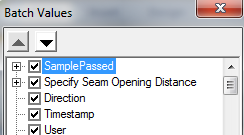 Batch Values
SamplePassed
Specify Seam Opening Distance
Direction
Timestamp
User